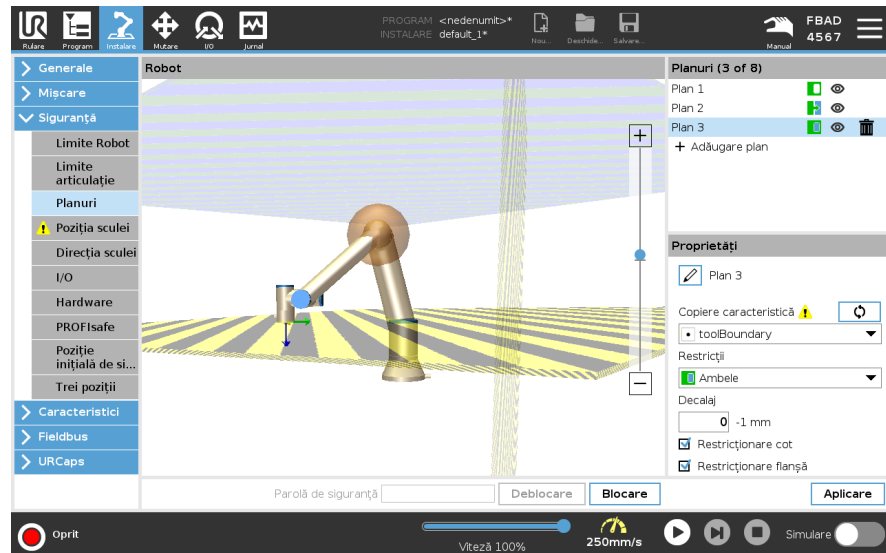 PROGRAM <nedenumit>*
INSTALARE default_1*
FBAD
4567
Rulare Program Instalare Mutare I/O Jurnal Nou... Deschide... Salvare... Manual
Generale
Mișcare
Siguranță
Limite Robot
Limite
articulație
Planuri
Poziția sculei
Direcția sculei
I/O
Hardware
PROFIsafe
Poziție
inițială de si...
Trei poziții
Caracteristici
Fieldbus
URCaps
Robot
Planuri (3 of 8)
Plan 1
Plan 2
Plan 3
+ Adăugare plan
Proprietăți
Plan 3
Copiere caracteristică
toolBoundary
Restricții
Ambele
Decalaj
0 -1 mm
Restricționare cot
Restricționare flanșă
Parolă de siguranță Deblocare Blocare Aplicare
Oprit
Viteză 100%
250mm/s
Simulare